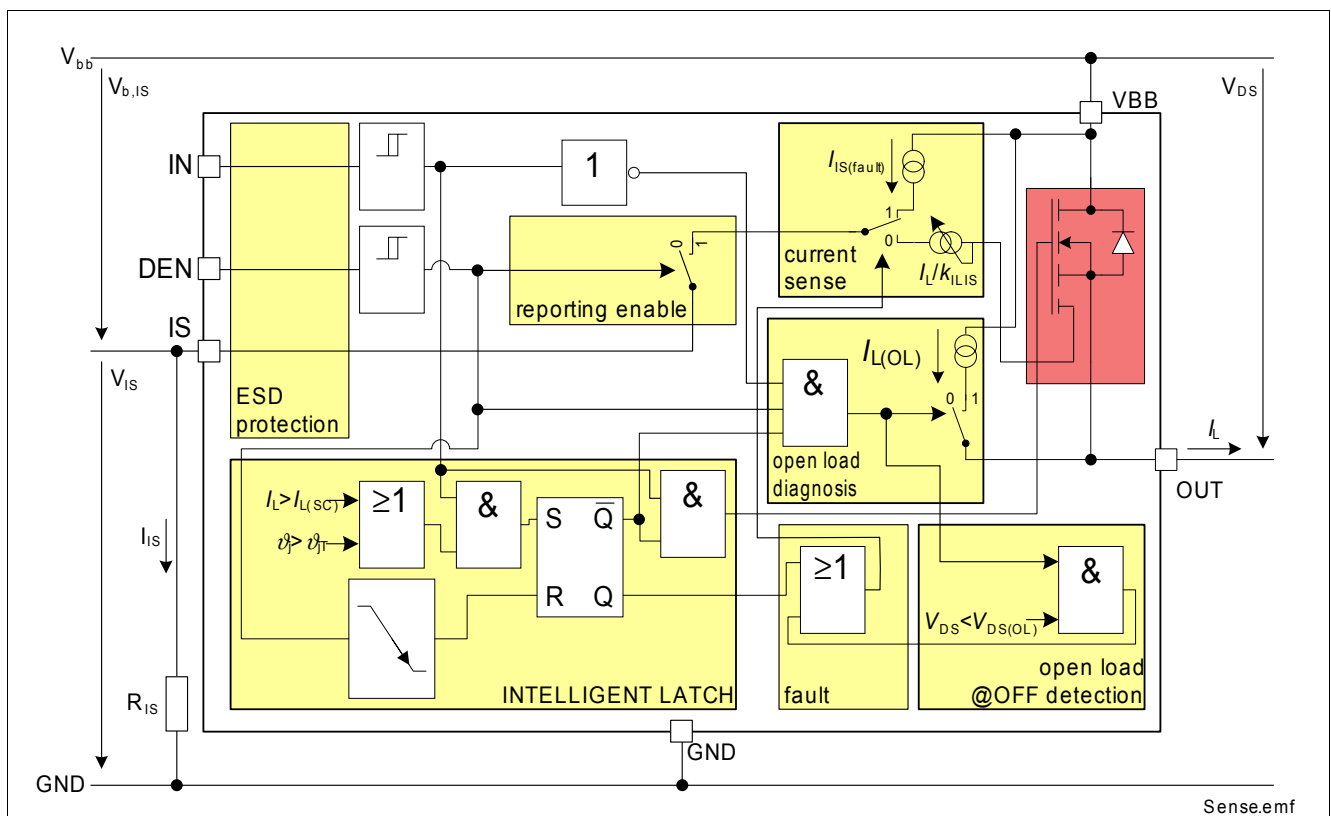 Vbb
Vb,IS
VDS
VBB
IN
1
IIS(fault)
1
0
current
sense
IL/kILIS
0 1
reporting enable
DEN
IS
VIS
ESD
protection
IL(OL)
&
0 1
open load
diagnosis
IL
OUT
IL>IL(SC)
ϑj>ϑjT
≥1
&
S Q
R Q
&
INTELLIGENT LATCH
≥1
fault
&
VDS<VDS(OL)
open load
@OFF detection
IIS
RIS
GND
GND
Sense.emf